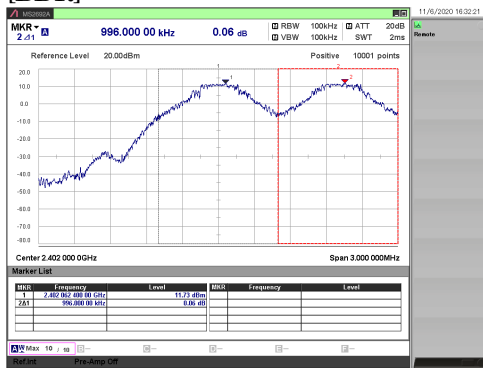 MS2692A
11/6/2020 16:32:21
MKR A 996.000 00 kHz 0.06 dB RBW 100kHz ATT 20dB
2Δ1 VBW 100kHz SWT 2ms
Remote
Reference Level 20.00dBm Positive 10001 points
1 2
20.0
10.0
0.0
-10.0
-20.0
-30.0
-40.0
-50.0
-60.0
-70.0
-80.0
1
2
Center 2.402 000 0GHz Span 3.000 000MHz
Marker List
MKR Frequency Level MKR Frequency Level
1 2.402 062 400 00 GHz 11.73 dBm
2Δ1 996.000 00 kHz 0.06 dB
A W Max 10 / 10
Ref.Int Pre-Amp Off